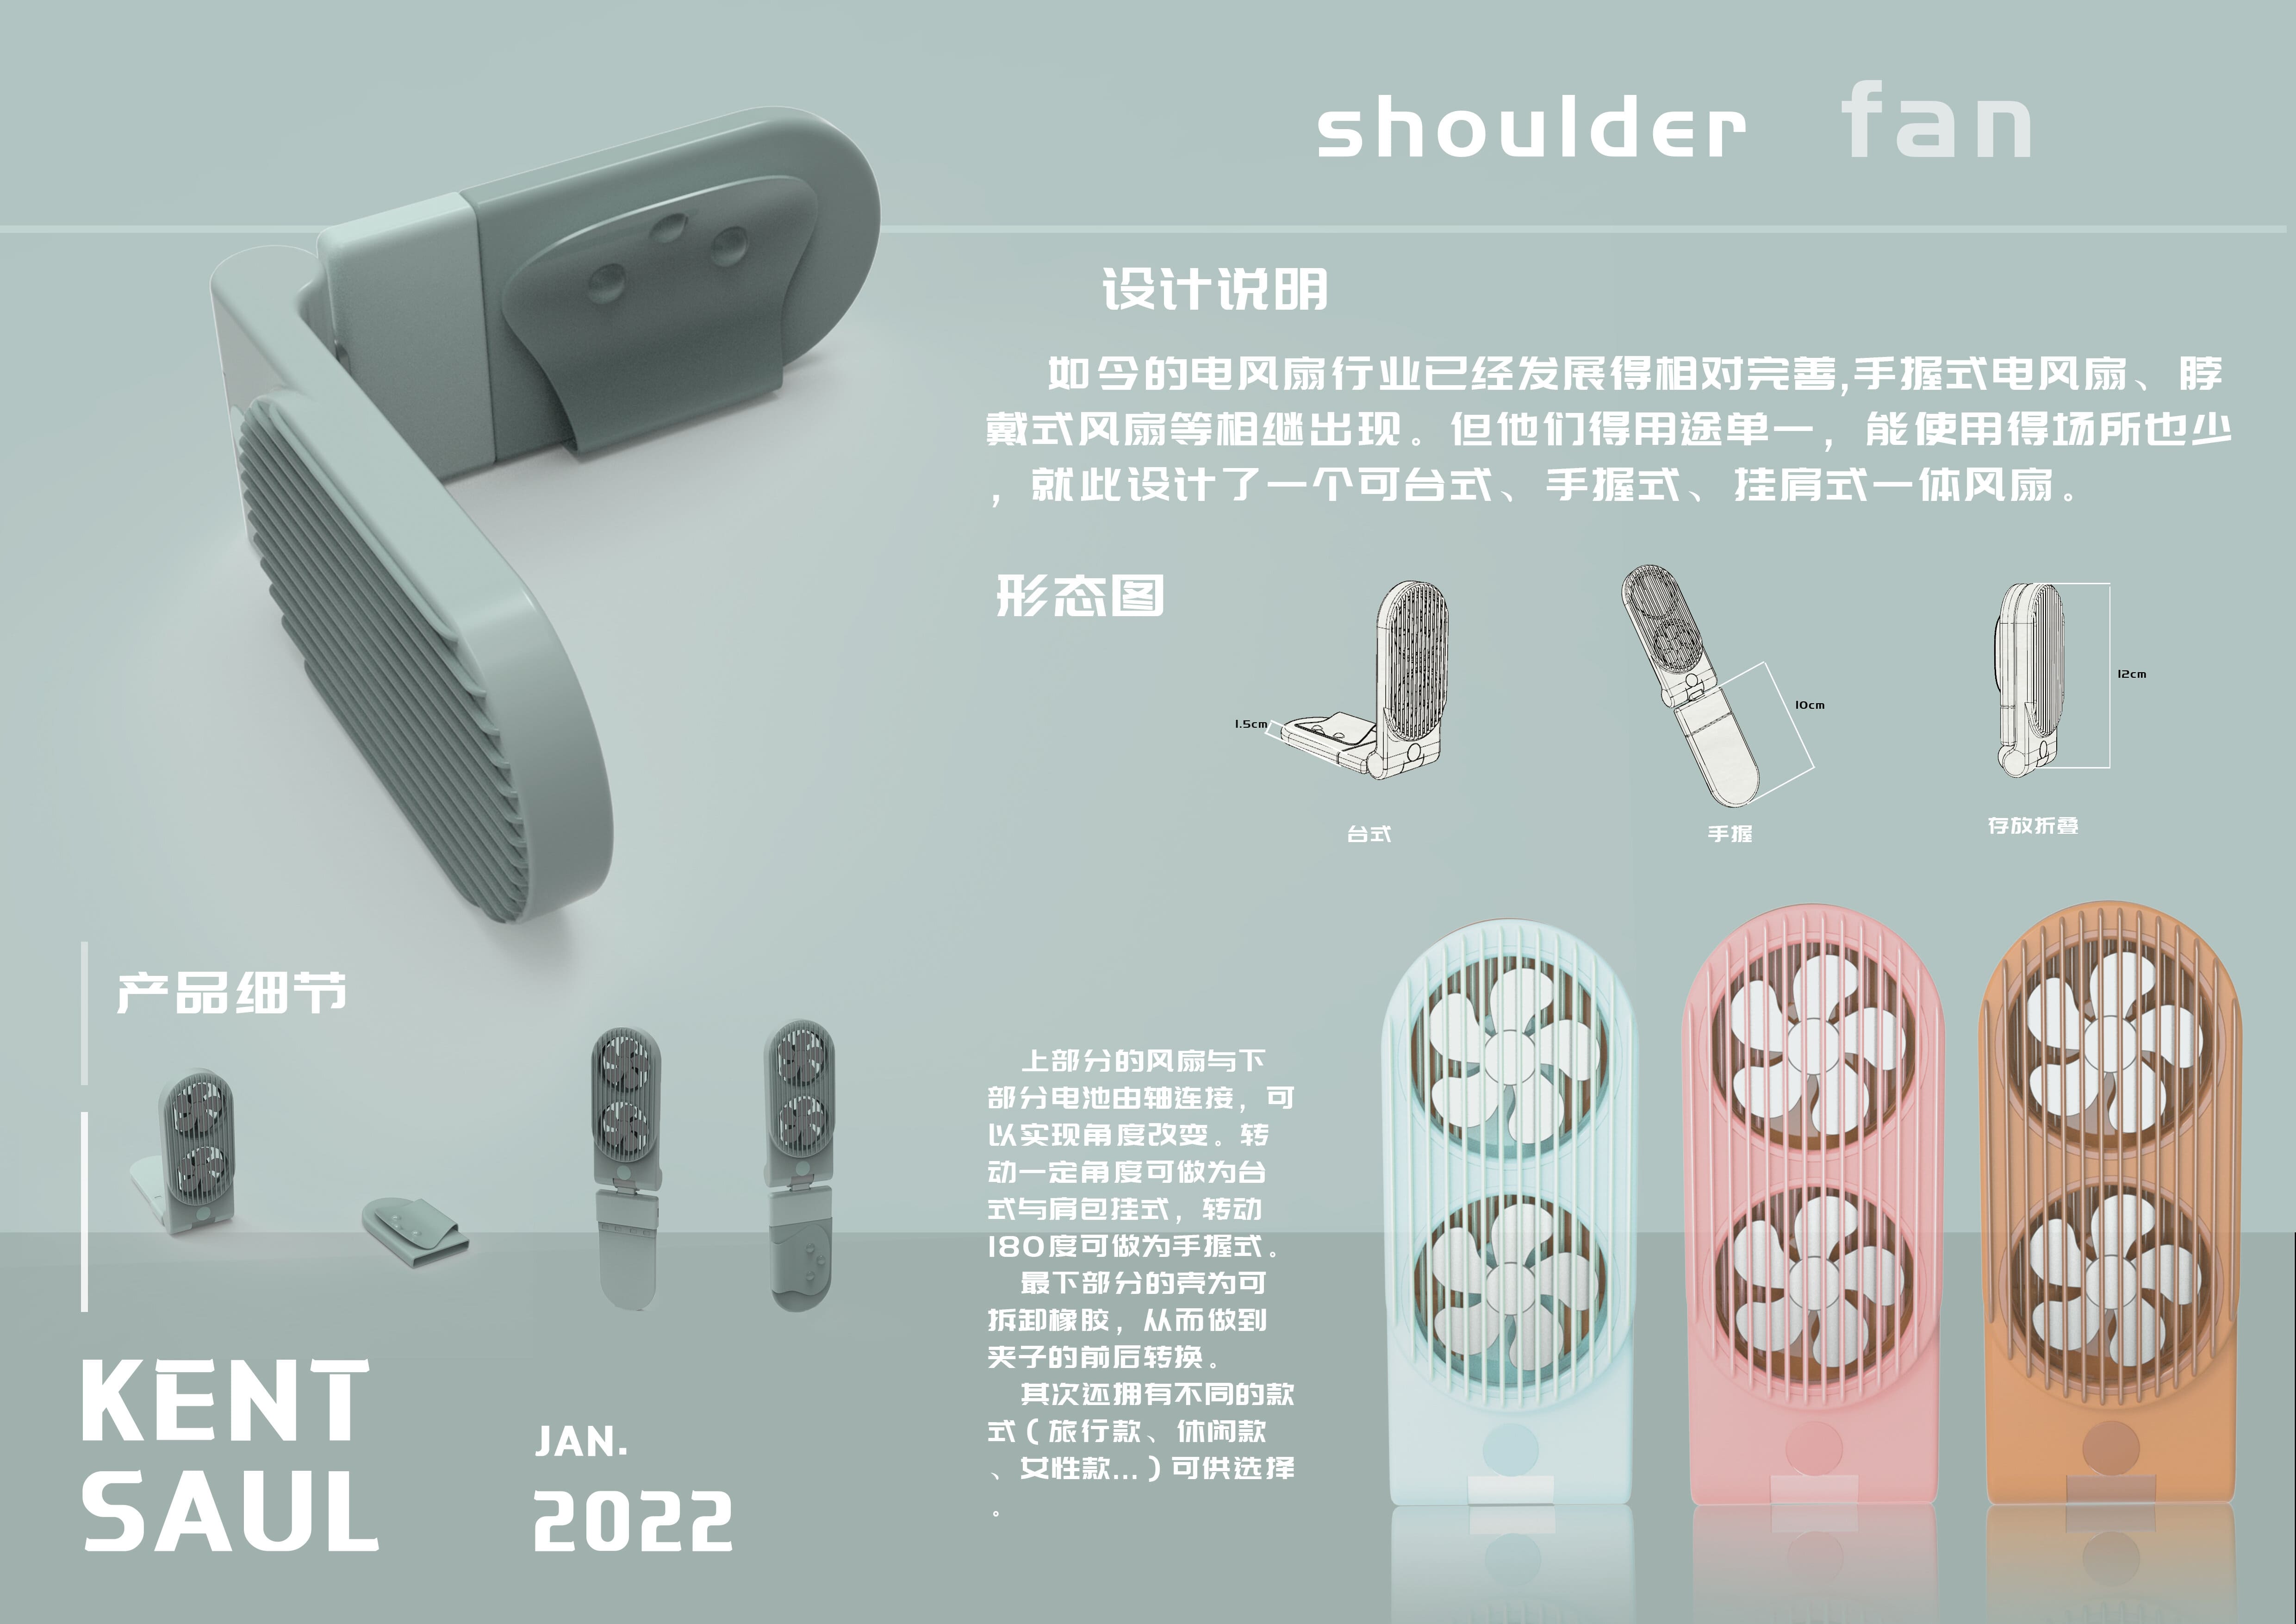 shoulder fan
设计说明
如今的电风扇行业已经发展得相对完善,手握式电风扇、脖
戴式风扇等相继出现。但他们得用途单一，能使用得场所也少
，就此设计了一个可台式、手握式、挂肩式一体风扇。
形态图
1.5cm
10cm
12cm
台式
手握
存放折叠
产品细节
上部分的风扇与下
部分电池由轴连接，可
以实现角度改变。转
动一定角度可做为台
式与肩包挂式，转动
180度可做为手握式。
最下部分的壳为可
拆卸橡胶，从而做到
夹子的前后转换。
其次还拥有不同的款
式(旅行款、休闲款
、女性款...)可供选择
。
KENT
SAUL
JAN.
2022